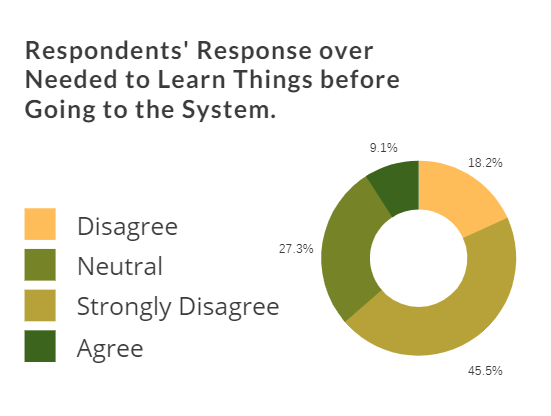 Respondents' Response over
Needed to Learn Things before
Going to the System.
9.1%
18.2%
Disagree
27.3%
Neutral
Strongly Disagree
Agree
45.5%